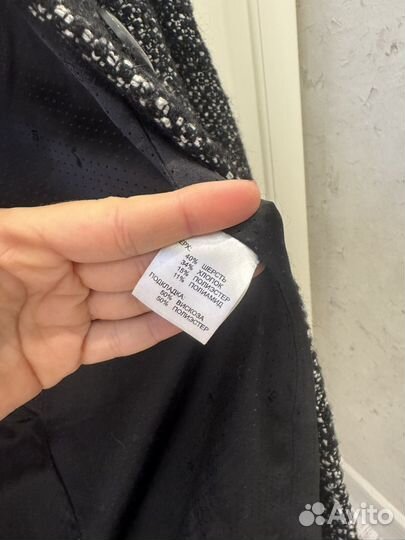 ВЕРХ:
40% ШЕРСТЬ
34% ХЛОПОК
15% ПОЛИЭСТЕР
11% ПОЛИАМИД
ПОДКЛАДКА:
50% ВИСКОЗА
50% ПОЛИЭСТЕР
Avito